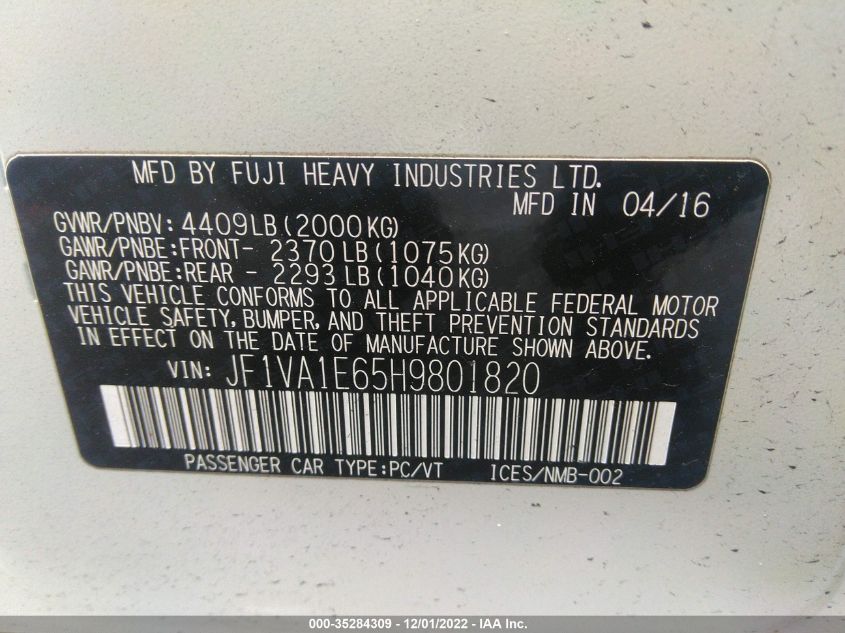 MFD BY FUJI HEAVY INDUSTRIES LTD.
MFD IN 04/16
GVWR/PNBV: 4409LB(2000KG)
GAWR/PNBE:FRONT- 2370 LB(1075KG)
GAWR/PNBE:REAR - 2293 LB(1040KG)
THIS VEHICLE CONFORMS TO ALL APPLICABLE FEDERAL MOTOR
VEHICLE SAFETY, BUMPER, AND THEFT PREVENTION STANDARDS
IN EFFECT ON THE DATE OF MANUFACTURE SHOWN ABOVE.
VIN: JF1VA1E65H9801820
PASSENGER CAR TYPE:PC/VT ICES/NMB-002
000-35284309 - 12/01/2022 - IAA Inc.